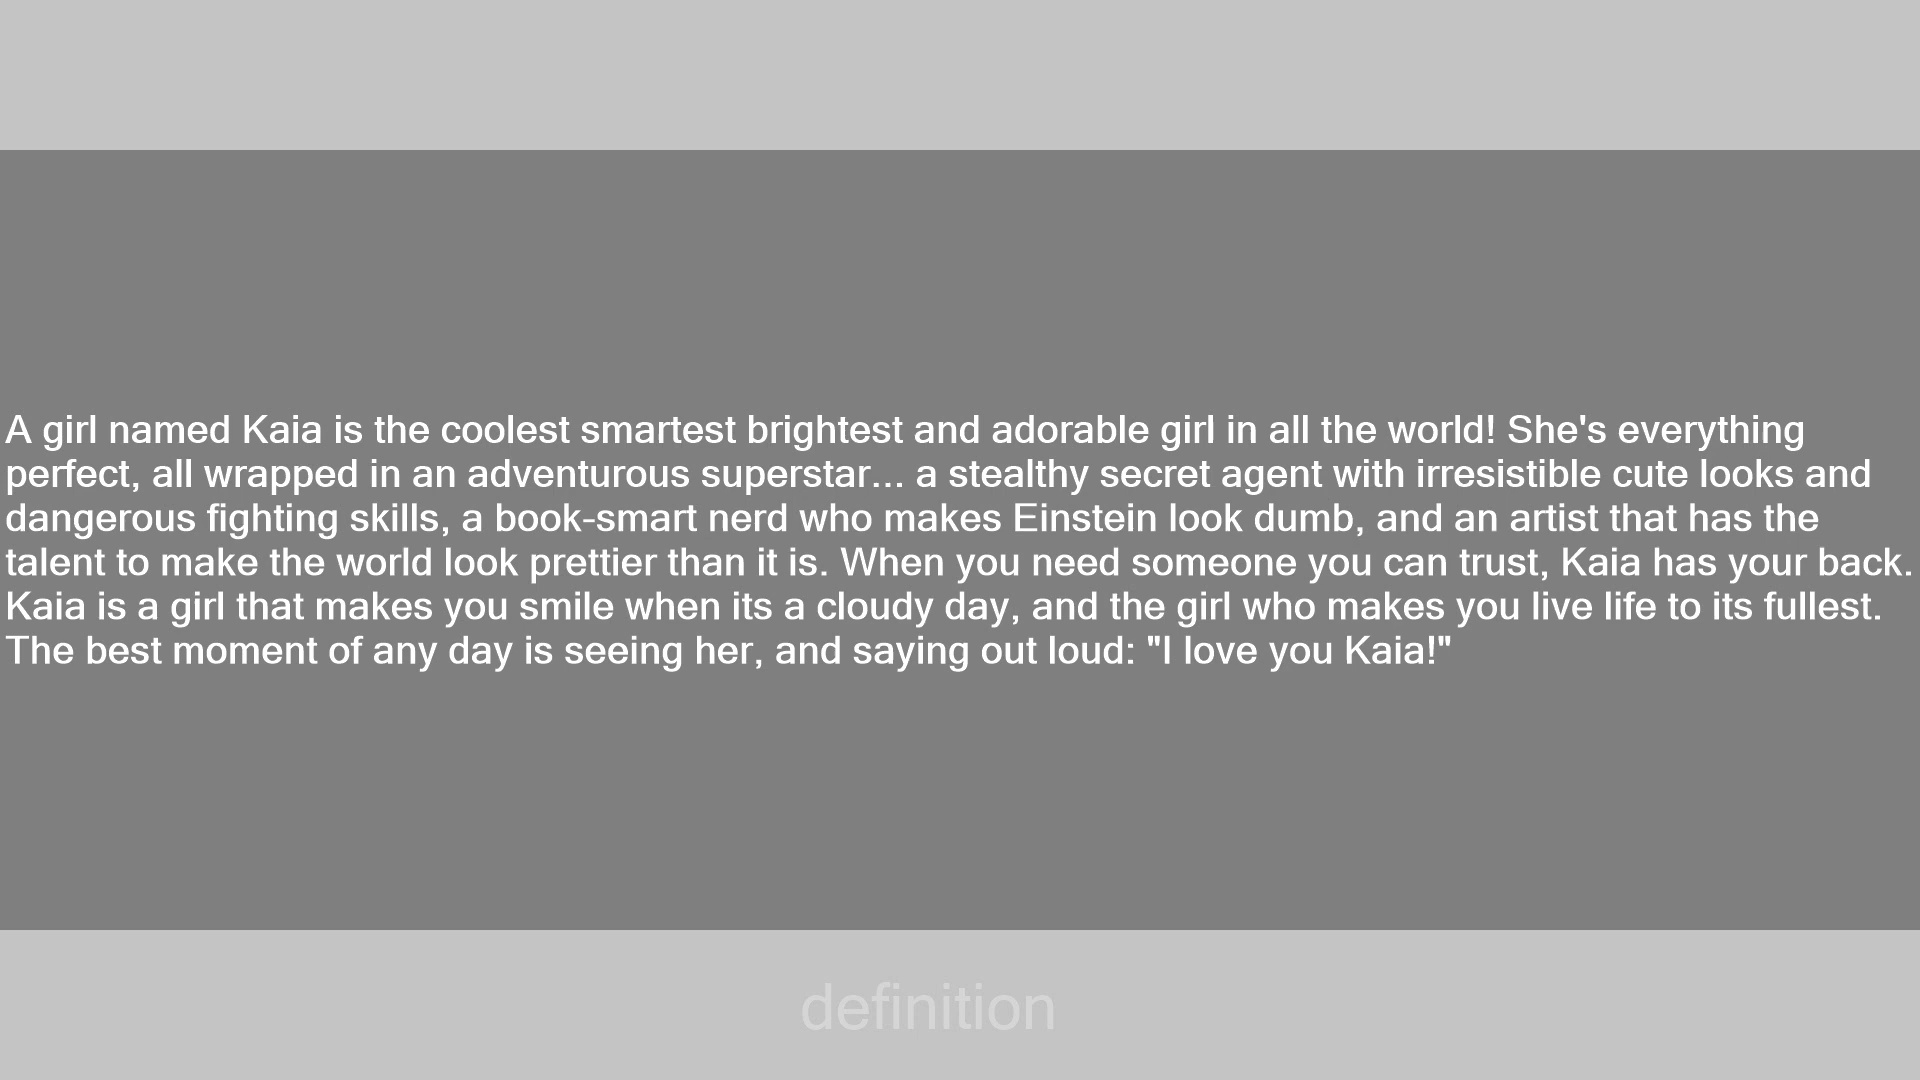 A girl named Kaia is the coolest smartest brightest and adorable girl in all the world! She's everything
perfect, all wrapped in an adventurous superstar... a stealthy secret agent with irresistible cute looks and
dangerous fighting skills, a book-smart nerd who makes Einstein look dumb, and an artist that has the
talent to make the world look prettier than it is. When you need someone you can trust, Kaia has your back.
Kaia is a girl that makes you smile when its a cloudy day, and the girl who makes you live life to its fullest.
The best moment of any day is seeing her, and saying out loud: "I love you Kaia!"
definition